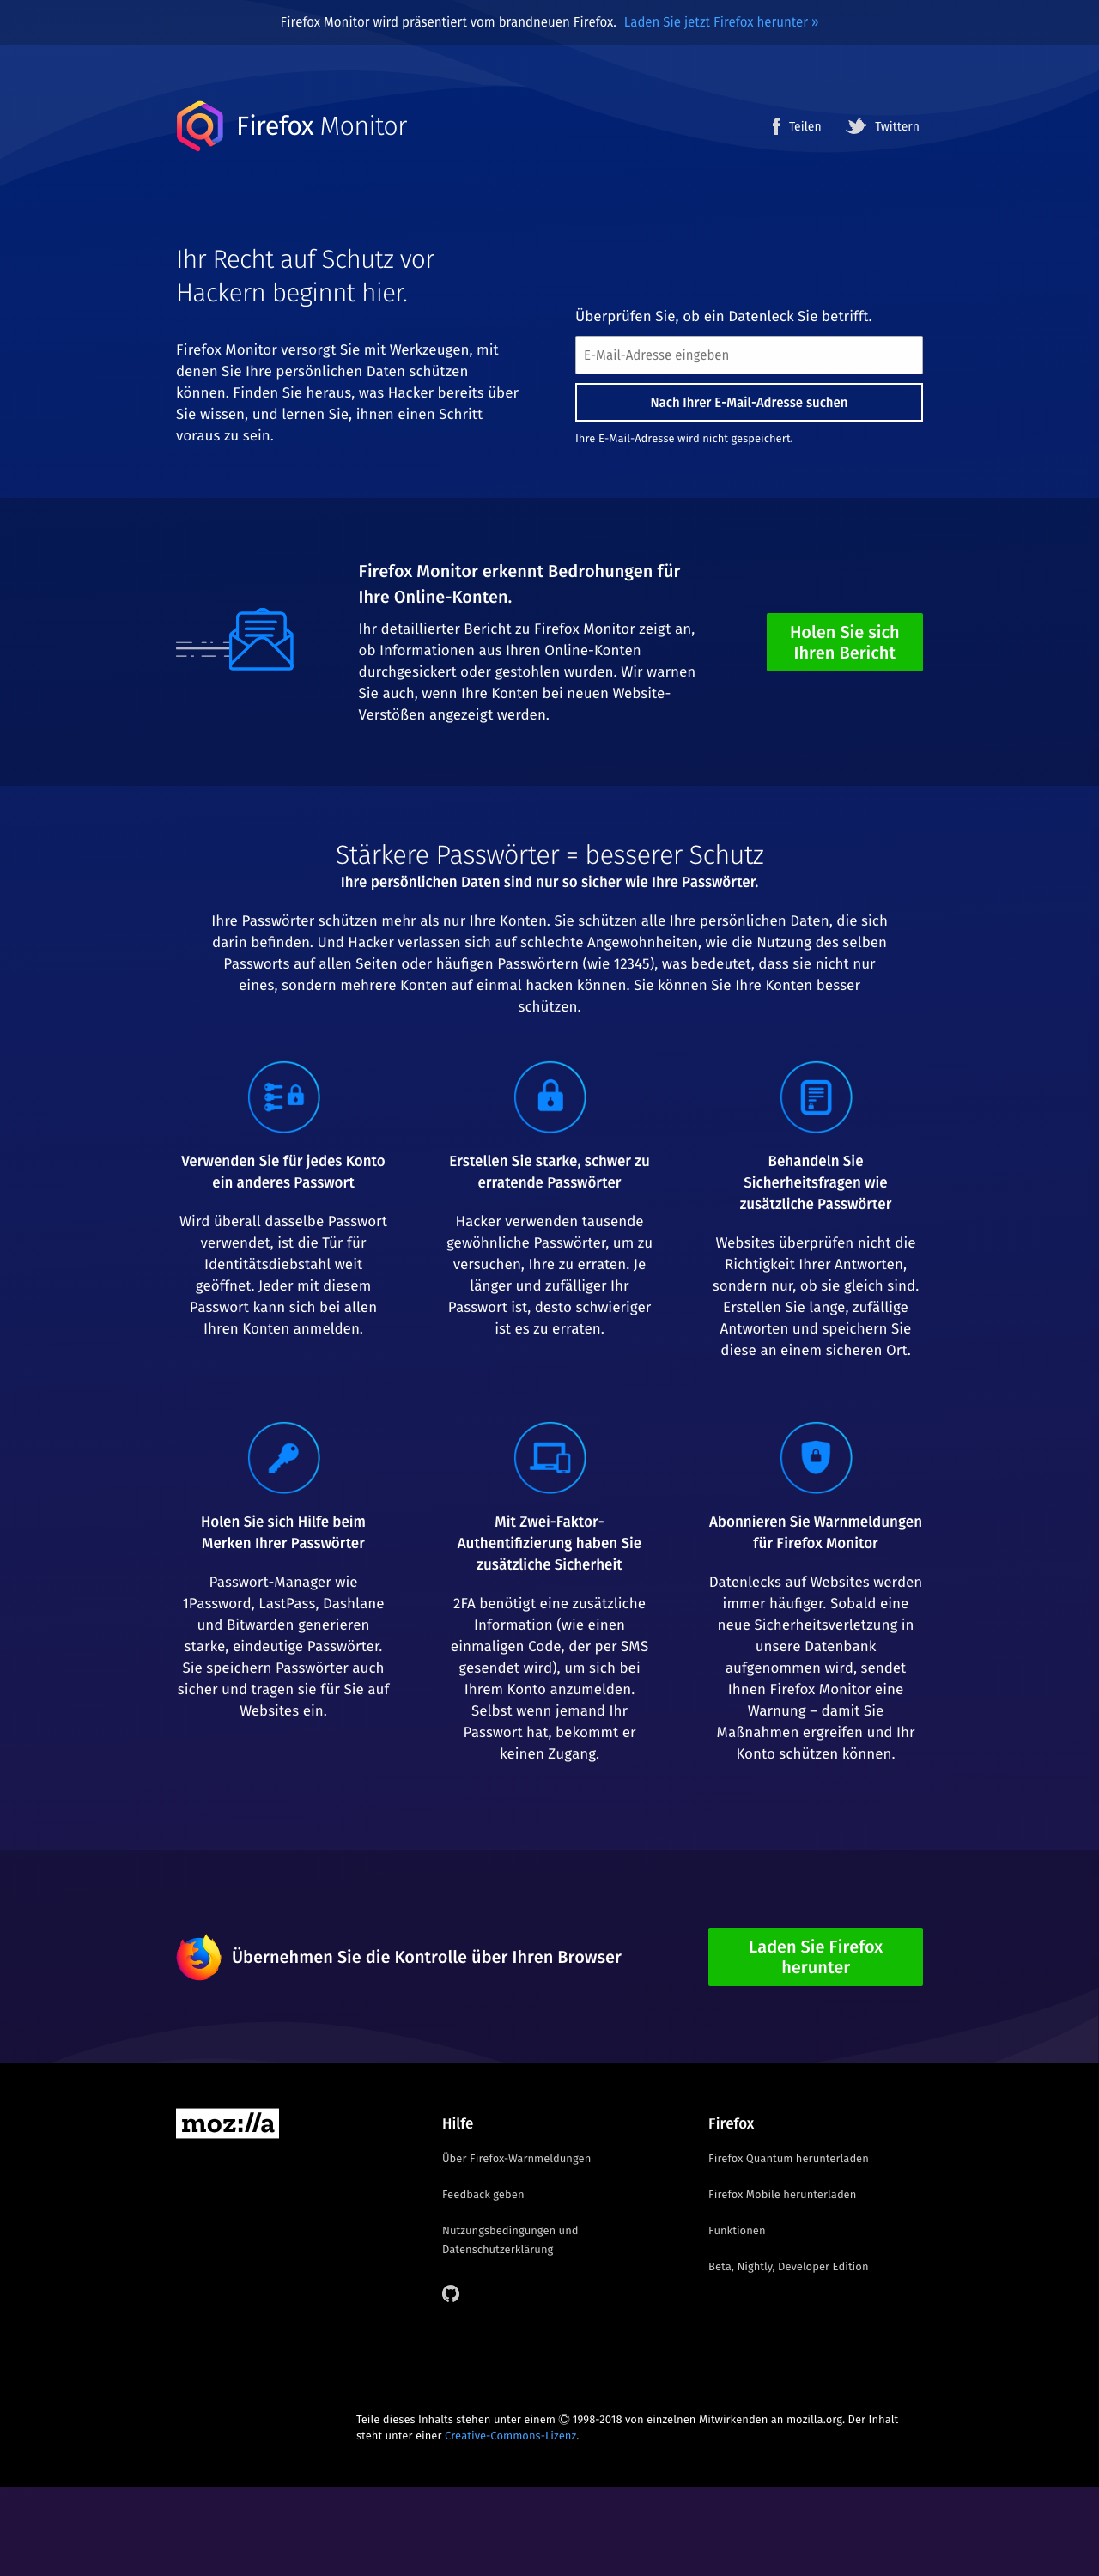 Firefox Monitor wird präsentiert vom brandneuen Firefox. Laden Sie jetzt Firefox herunter »
Firefox Monitor
Teilen
Twittern
Ihr Recht auf Schutz vor
Hackern beginnt hier.
Firefox Monitor versorgt Sie mit Werkzeugen, mit
denen Sie Ihre persönlichen Daten schützen
können. Finden Sie heraus, was Hacker bereits über
Sie wissen, und lernen Sie, ihnen einen Schritt
voraus zu sein.
Überprüfen Sie, ob ein Datenleck Sie betrifft.
E-Mail-Adresse eingeben
Nach Ihrer E-Mail-Adresse suchen
Ihre E-Mail-Adresse wird nicht gespeichert.
Firefox Monitor erkennt Bedrohungen für
Ihre Online-Konten.
Ihr detaillierter Bericht zu Firefox Monitor zeigt an,
ob Informationen aus Ihren Online-Konten
durchgesickert oder gestohlen wurden. Wir warnen
Sie auch, wenn Ihre Konten bei neuen Website-
Verstößen angezeigt werden.
Holen Sie sich
Ihren Bericht
Stärkere Passwörter = besserer Schutz
Ihre persönlichen Daten sind nur so sicher wie Ihre Passwörter.
Ihre Passwörter schützen mehr als nur Ihre Konten. Sie schützen alle Ihre persönlichen Daten, die sich
darin befinden. Und Hacker verlassen sich auf schlechte Angewohnheiten, wie die Nutzung des selben
Passworts auf allen Seiten oder häufigen Passwörtern (wie 12345), was bedeutet, dass sie nicht nur
eines, sondern mehrere Konten auf einmal hacken können. Sie können Sie Ihre Konten besser
schützen.
Verwenden Sie für jedes Konto
ein anderes Passwort
Wird überall dasselbe Passwort
verwendet, ist die Tür für
Identitätsdiebstahl weit
geöffnet. Jeder mit diesem
Passwort kann sich bei allen
Ihren Konten anmelden.
Erstellen Sie starke, schwer zu
erratende Passwörter
Hacker verwenden tausende
gewöhnliche Passwörter, um zu
versuchen, Ihre zu erraten. Je
länger und zufälliger Ihr
Passwort ist, desto schwieriger
ist es zu erraten.
Behandeln Sie
Sicherheitsfragen wie
zusätzliche Passwörter
Websites überprüfen nicht die
Richtigkeit Ihrer Antworten,
sondern nur, ob sie gleich sind.
Erstellen Sie lange, zufällige
Antworten und speichern Sie
diese an einem sicheren Ort.
Holen Sie sich Hilfe beim
Merken Ihrer Passwörter
Passwort-Manager wie
1Password, LastPass, Dashlane
und Bitwarden generieren
starke, eindeutige Passwörter.
Sie speichern Passwörter auch
sicher und tragen sie für Sie auf
Websites ein.
Mit Zwei-Faktor-
Authentifizierung haben Sie
zusätzliche Sicherheit
2FA benötigt eine zusätzliche
Information (wie einen
einmaligen Code, der per SMS
gesendet wird), um sich bei
Ihrem Konto anzumelden.
Selbst wenn jemand Ihr
Passwort hat, bekommt er
keinen Zugang.
Abonnieren Sie Warnmeldungen
für Firefox Monitor
Datenlecks auf Websites werden
immer häufiger. Sobald eine
neue Sicherheitsverletzung in
unsere Datenbank
aufgenommen wird, sendet
Ihnen Firefox Monitor eine
Warnung – damit Sie
Maßnahmen ergreifen und Ihr
Konto schützen können.
Übernehmen Sie die Kontrolle über Ihren Browser
Laden Sie Firefox
herunter
moz://a
Hilfe
Über Firefox-Warnmeldungen
Feedback geben
Nutzungsbedingungen und
Datenschutzerklärung
Firefox
Firefox Quantum herunterladen
Firefox Mobile herunterladen
Funktionen
Beta, Nightly, Developer Edition
Teile dieses Inhalts stehen unter einem © 1998-2018 von einzelnen Mitwirkenden an mozilla.org. Der Inhalt
steht unter einer Creative-Commons-Lizenz.